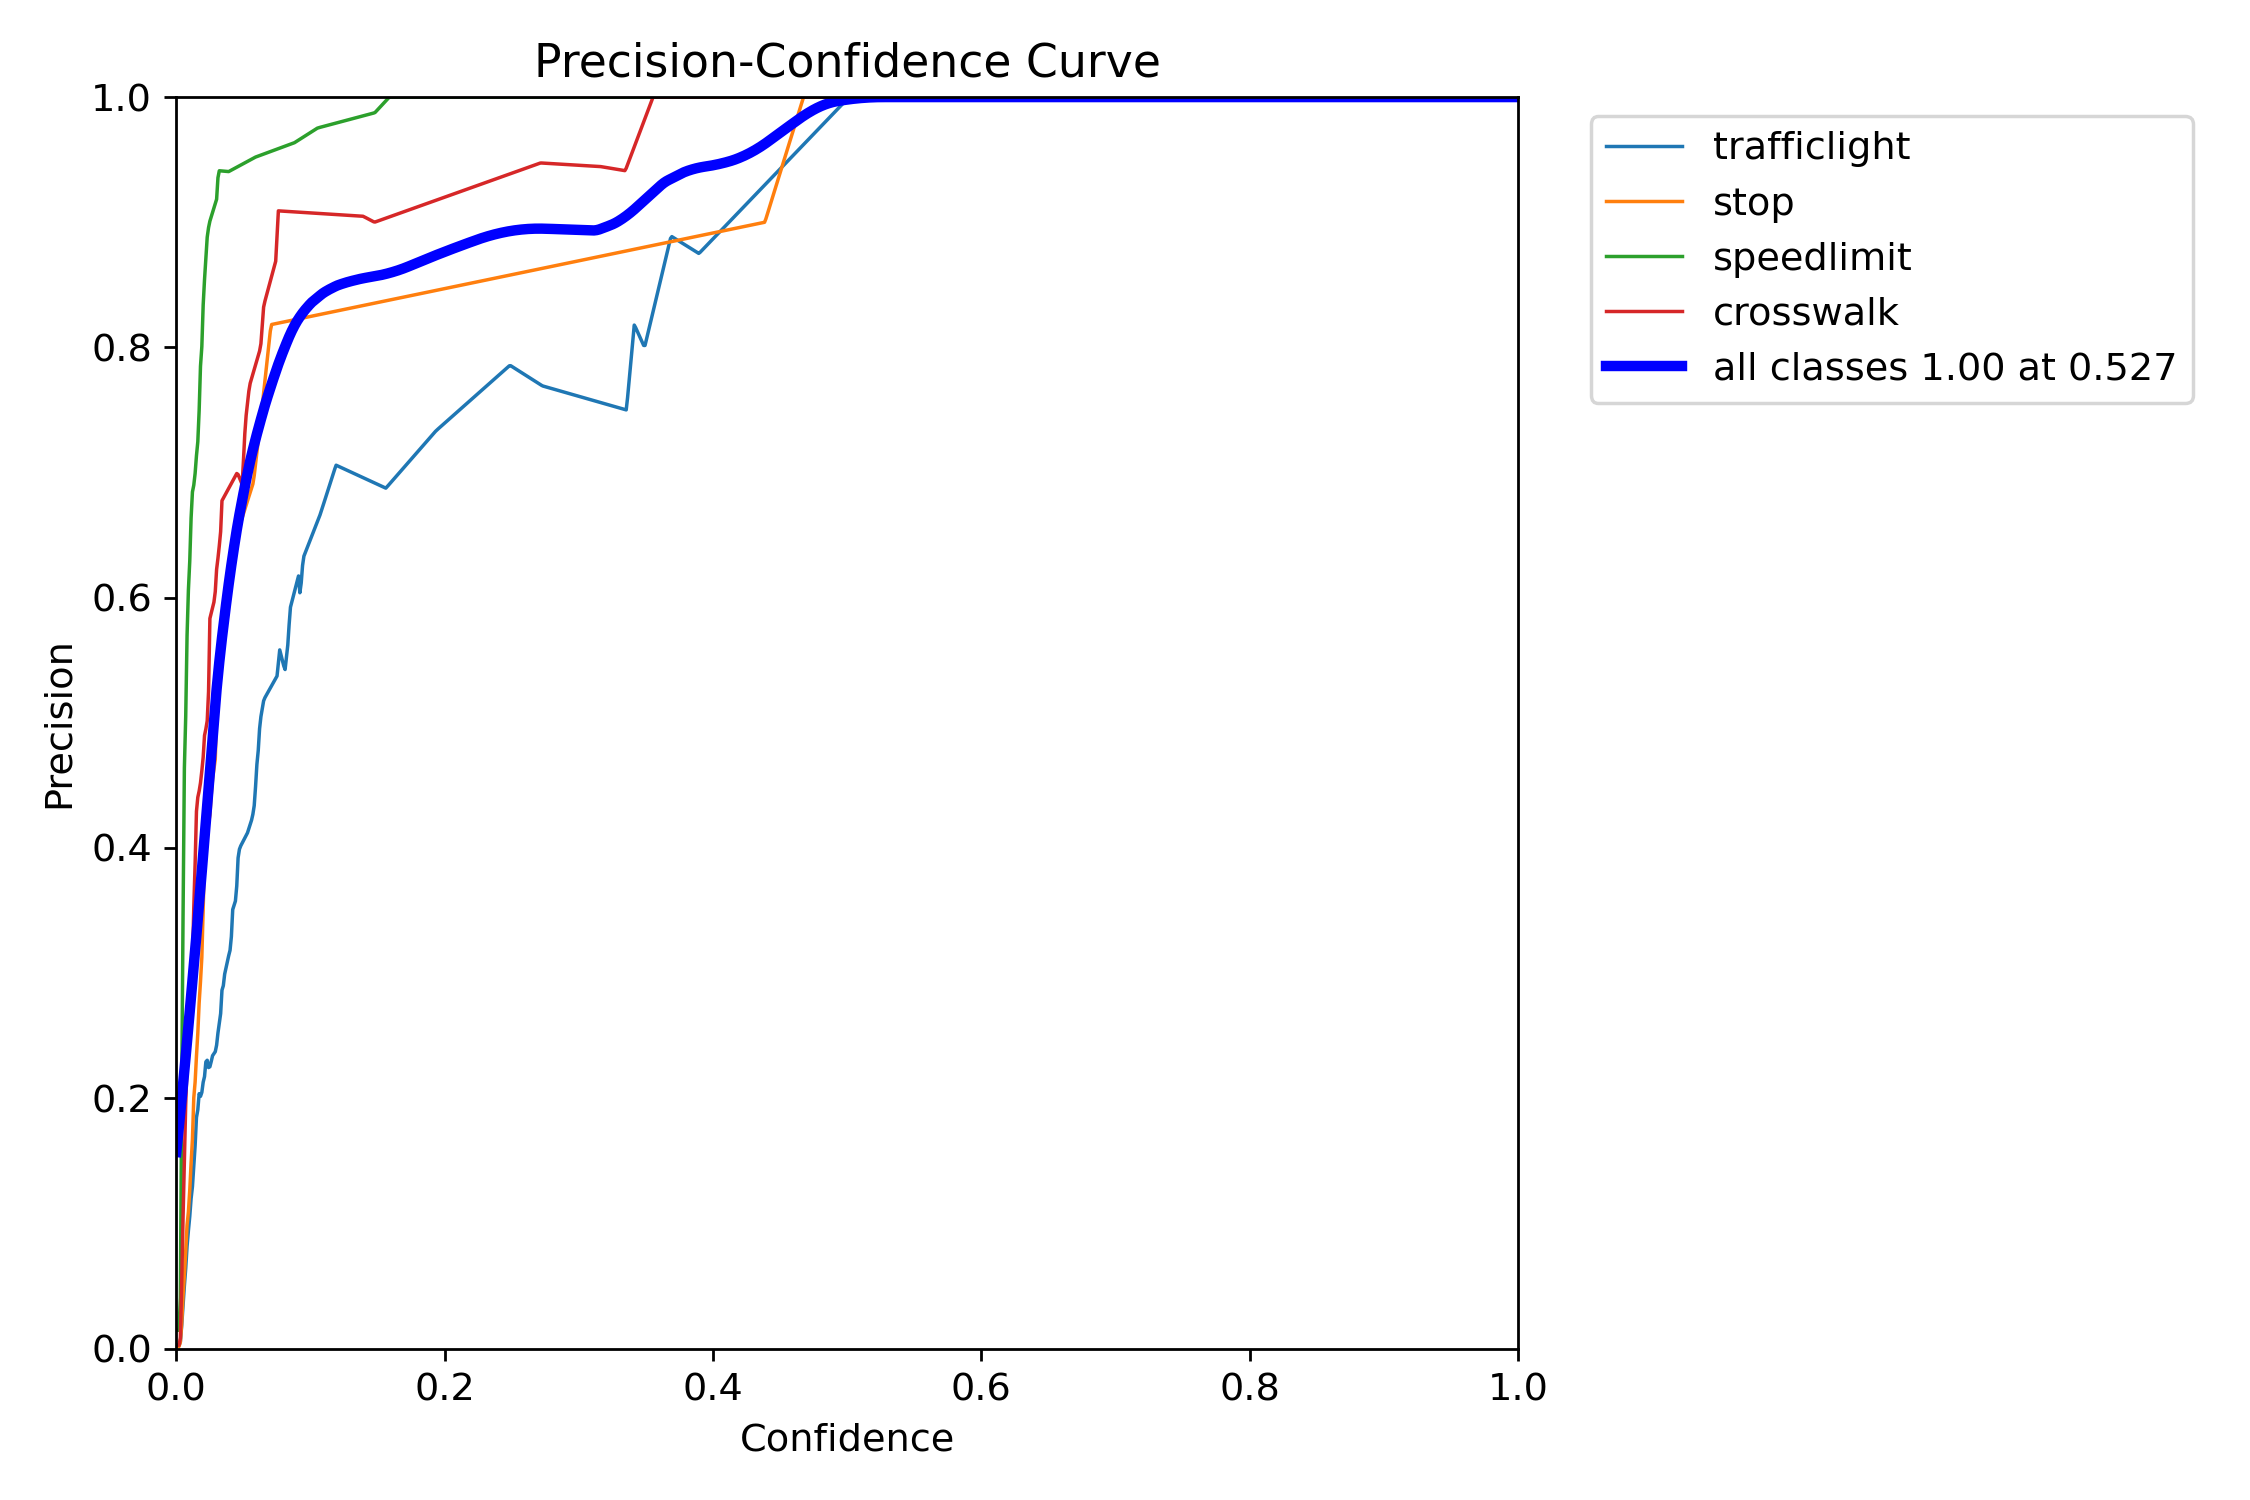 Precision-Confidence Curve
1.0
0.8
0.6
0.4
0.2
0.0
Precision
0.0 0.2 0.4 0.6 0.8 1.0
Confidence
trafficlight
stop
speedlimit
crosswalk
all classes 1.00 at 0.527